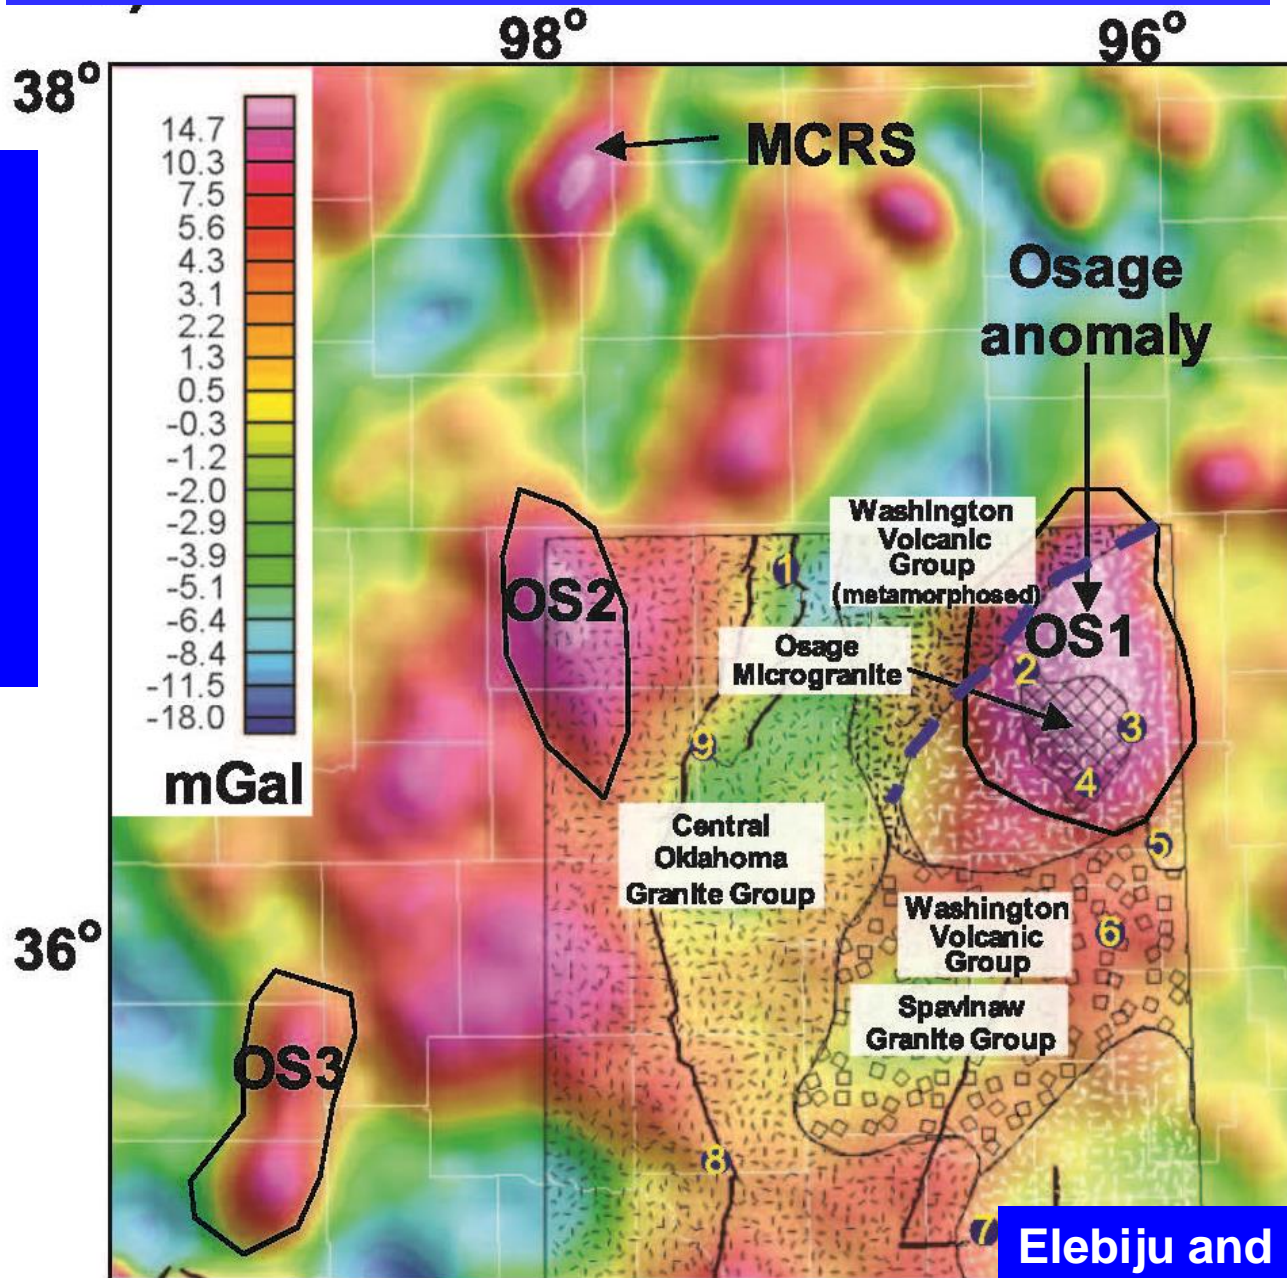 98°
96°
38°
14.7
10.3
7.5
5.6
4.3
3.1
2.2
1.3
0.5
-0.3
-1.2
-2.0
-2.9
-3.9
-5.1
-6.4
-8.4
-11.5
-18.0
mGal
MCRS
Osage
anomaly
Washington
Volcanic
Group
(metamorphosed)
OS2
OS1
Osage
Microgranite
1
2
3
4
9
Central
Oklahoma
Granite Group
5
Washington
Volcanic
Group
6
36°
Spavinaw
Granite Group
OS3
8
7
Elebiju and